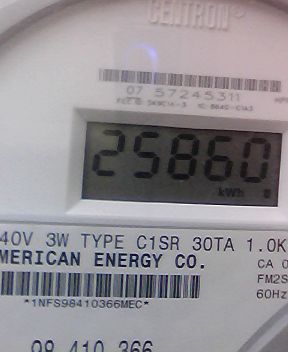 CENTRON
07 57245311
25860
kWh
40V 3W TYPE C1SR 30TA 1.0K
MERICAN ENERGY CO.
CA 0
FM2S
60Hz
*1NFS98410366MEC*
98 410 366